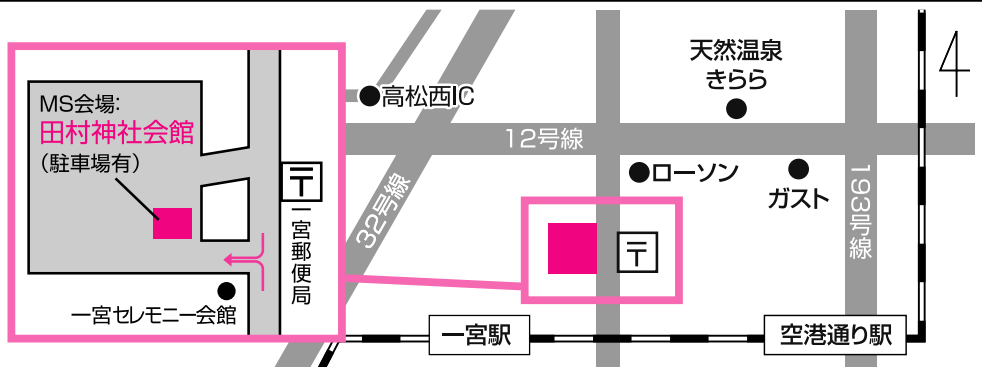 MS会場:
田村神社会館
(駐車場有)
〒
一宮郵便局
一宮セレモニー会館
高松西IC
天然温泉
きらら
12号線
ローソン
ガスト
32号線
193号線
〒
一宮駅
空港通り駅
4